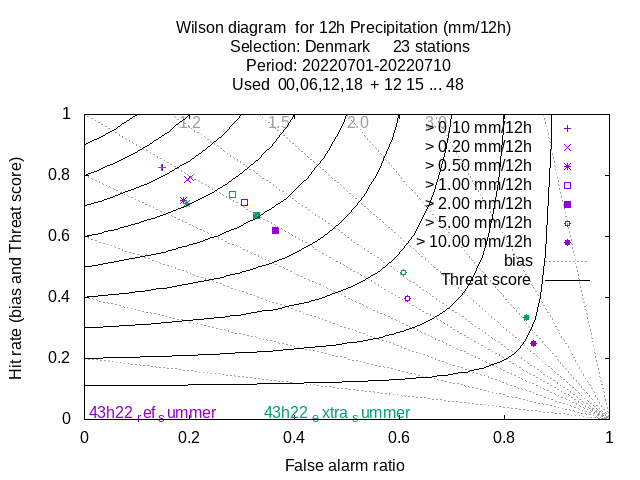 Wilson diagram  for 12h Precipitation (mm/12h)
Selection: Denmark     23 stations
Period: 20220701-20220710
Used  00,06,12,18  + 12 15 ... 48
1.2 1.5 2.0 3.0
> 0.10 mm/12h
> 0.20 mm/12h
> 0.50 mm/12h
> 1.00 mm/12h
> 2.00 mm/12h
> 5.00 mm/12h
> 10.00 mm/12h
bias
Threat score
1
0.8
0.6
0.4
0.2
0
Hit rate (bias and Threat score)
43h22_ref_summer 43h22_extra_summer
0 0.2 0.4 0.6 0.8 1
False alarm ratio